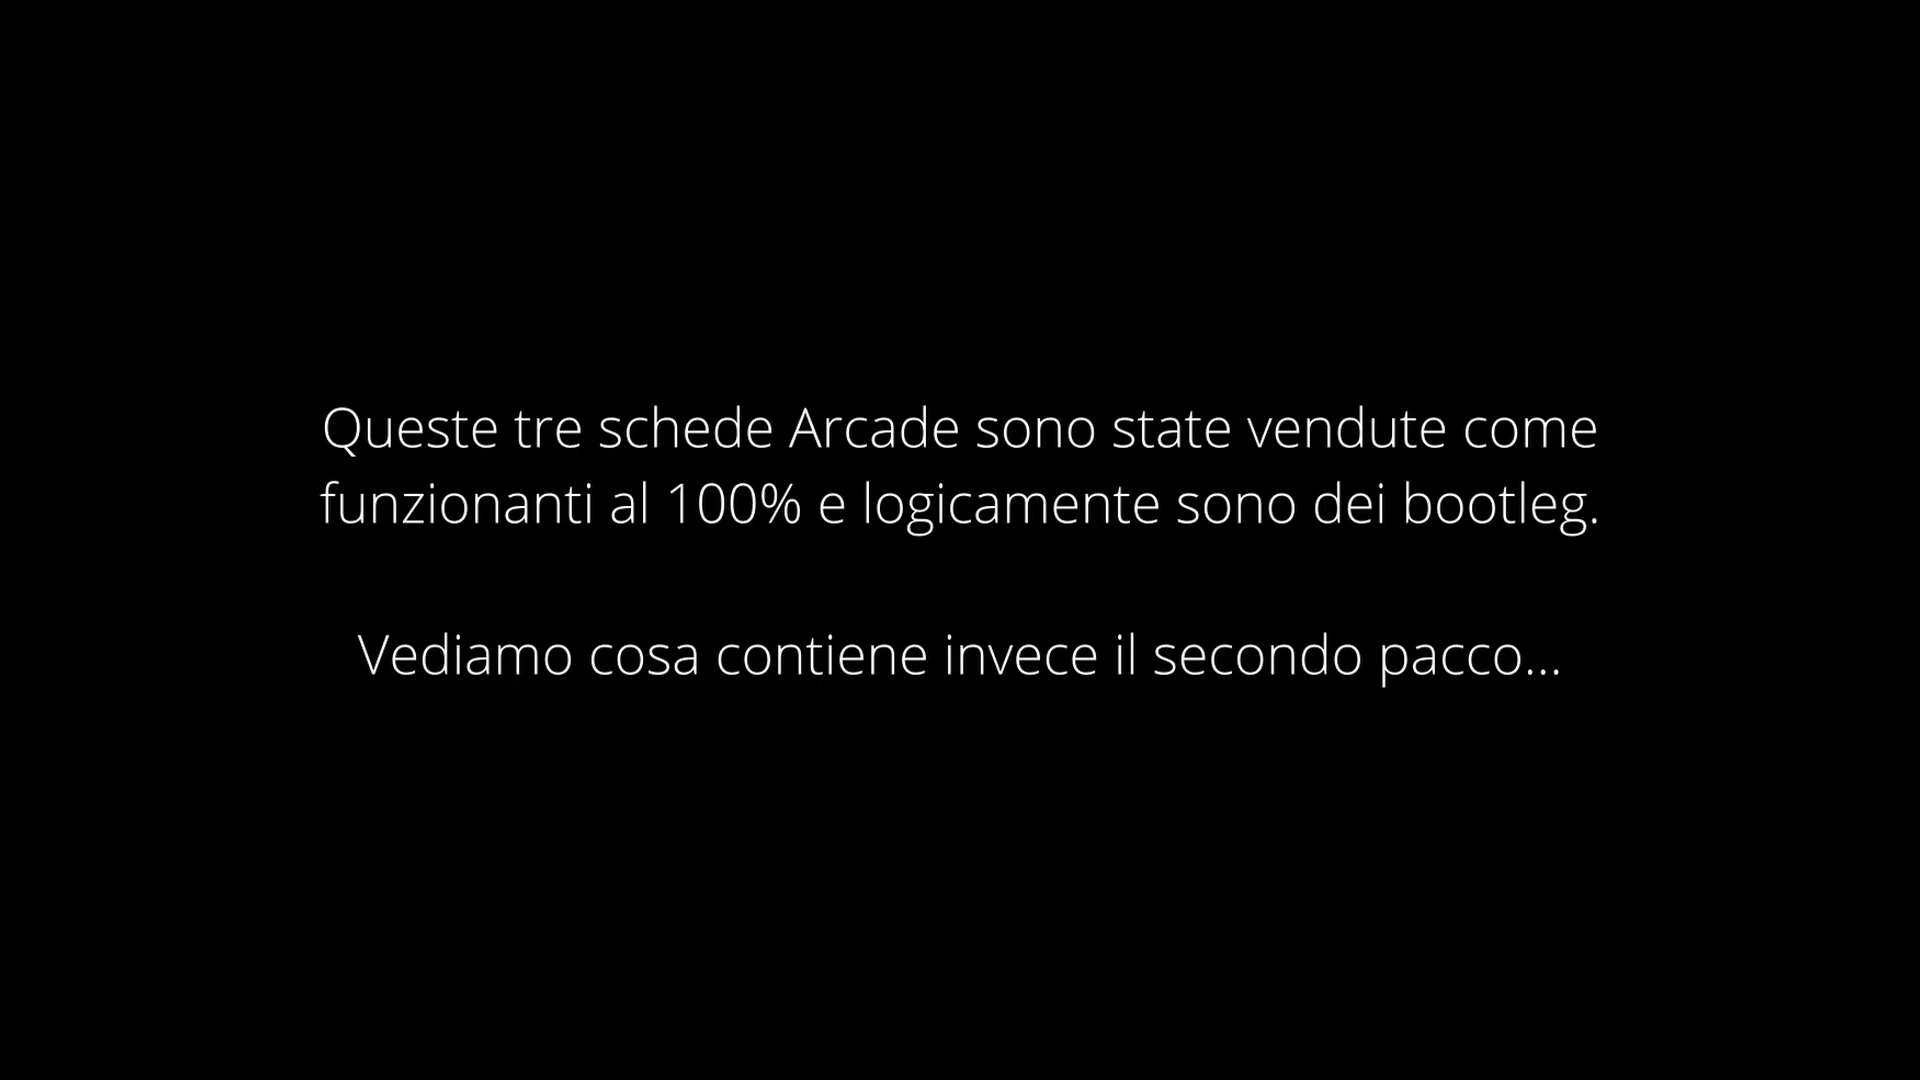 Queste tre schede Arcade sono state vendute come
funzionanti al 100% e logicamente sono dei bootleg.
Vediamo cosa contiene invece il secondo pacco...